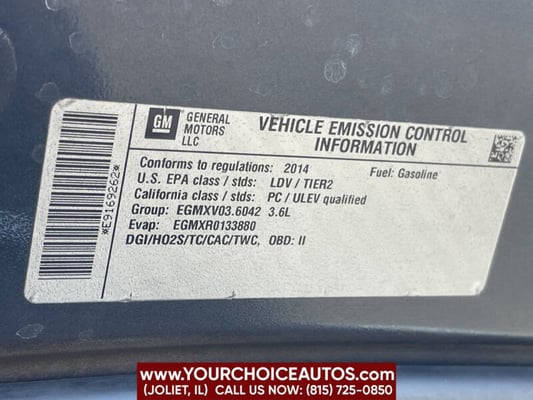 GM
GENERAL
MOTORS
LLC
VEHICLE EMISSION CONTROL
INFORMATION
Conforms to regulations: 2014 Fuel: Gasoline
U.S. EPA class / stds: LDV / TIER2
California class / stds: PC / ULEV qualified
Group: EGMXV03.6042 3.6L
Evap: EGMXR0133880
DGI/HO2S/TC/CAC/TWC, OBD: II
*E9169262*
WWW.YOURCHOICEAUTOS.COM
(JOLIET, IL) CALL US NOW: (815) 725-0850